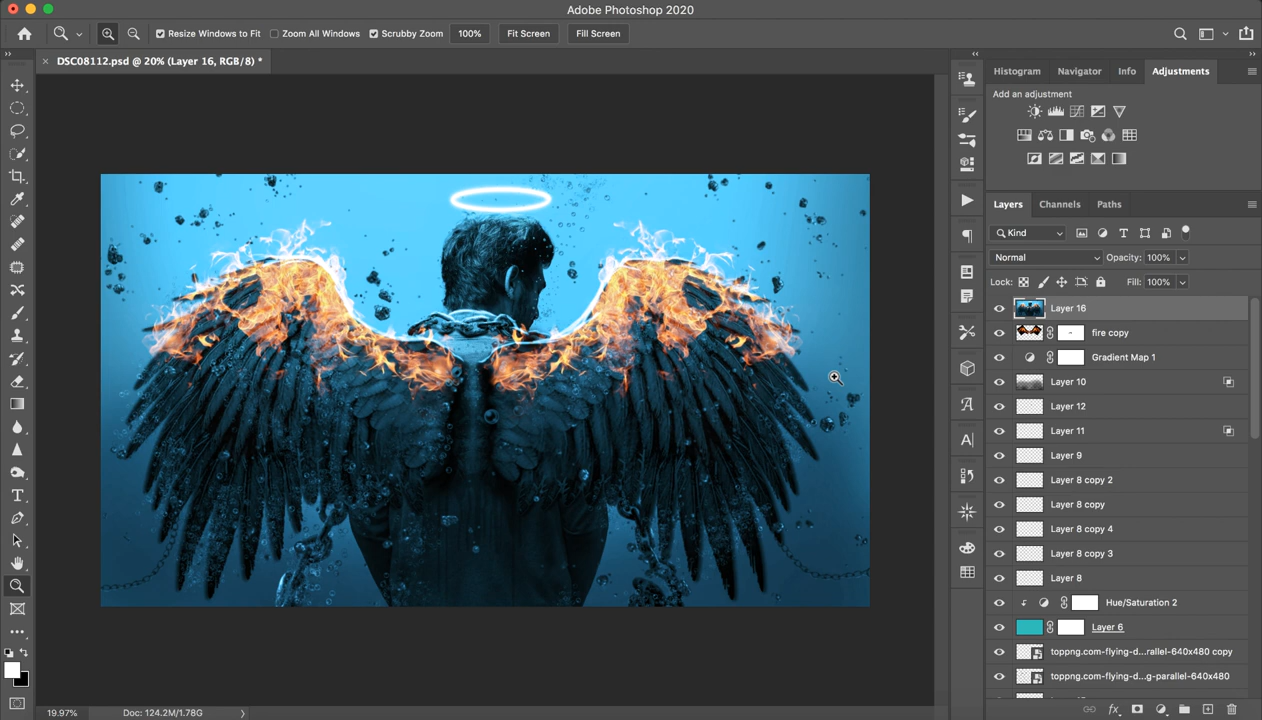 Adobe Photoshop 2020
Resize Windows to Fit Zoom All Windows Scrubby Zoom 100% Fit Screen Fill Screen
DSC08112.psd @ 20% (Layer 16, RGB/8) *
Histogram Navigator Info Adjustments
Add an adjustment
Layers Channels Paths
Kind
Normal Opacity: 100%
Lock: Fill: 100%
Layer 16
fire copy
Gradient Map 1
Layer 10
Layer 12
Layer 11
Layer 9
Layer 8 copy 2
Layer 8 copy
Layer 8 copy 4
Layer 8 copy 3
Layer 8
Hue/Saturation 2
Layer 6
toppng.com-flying-d...rallel-640x480 copy
toppng.com-flying-d...g-parallel-640x480
19.97% Doc: 124.2M/1.78G